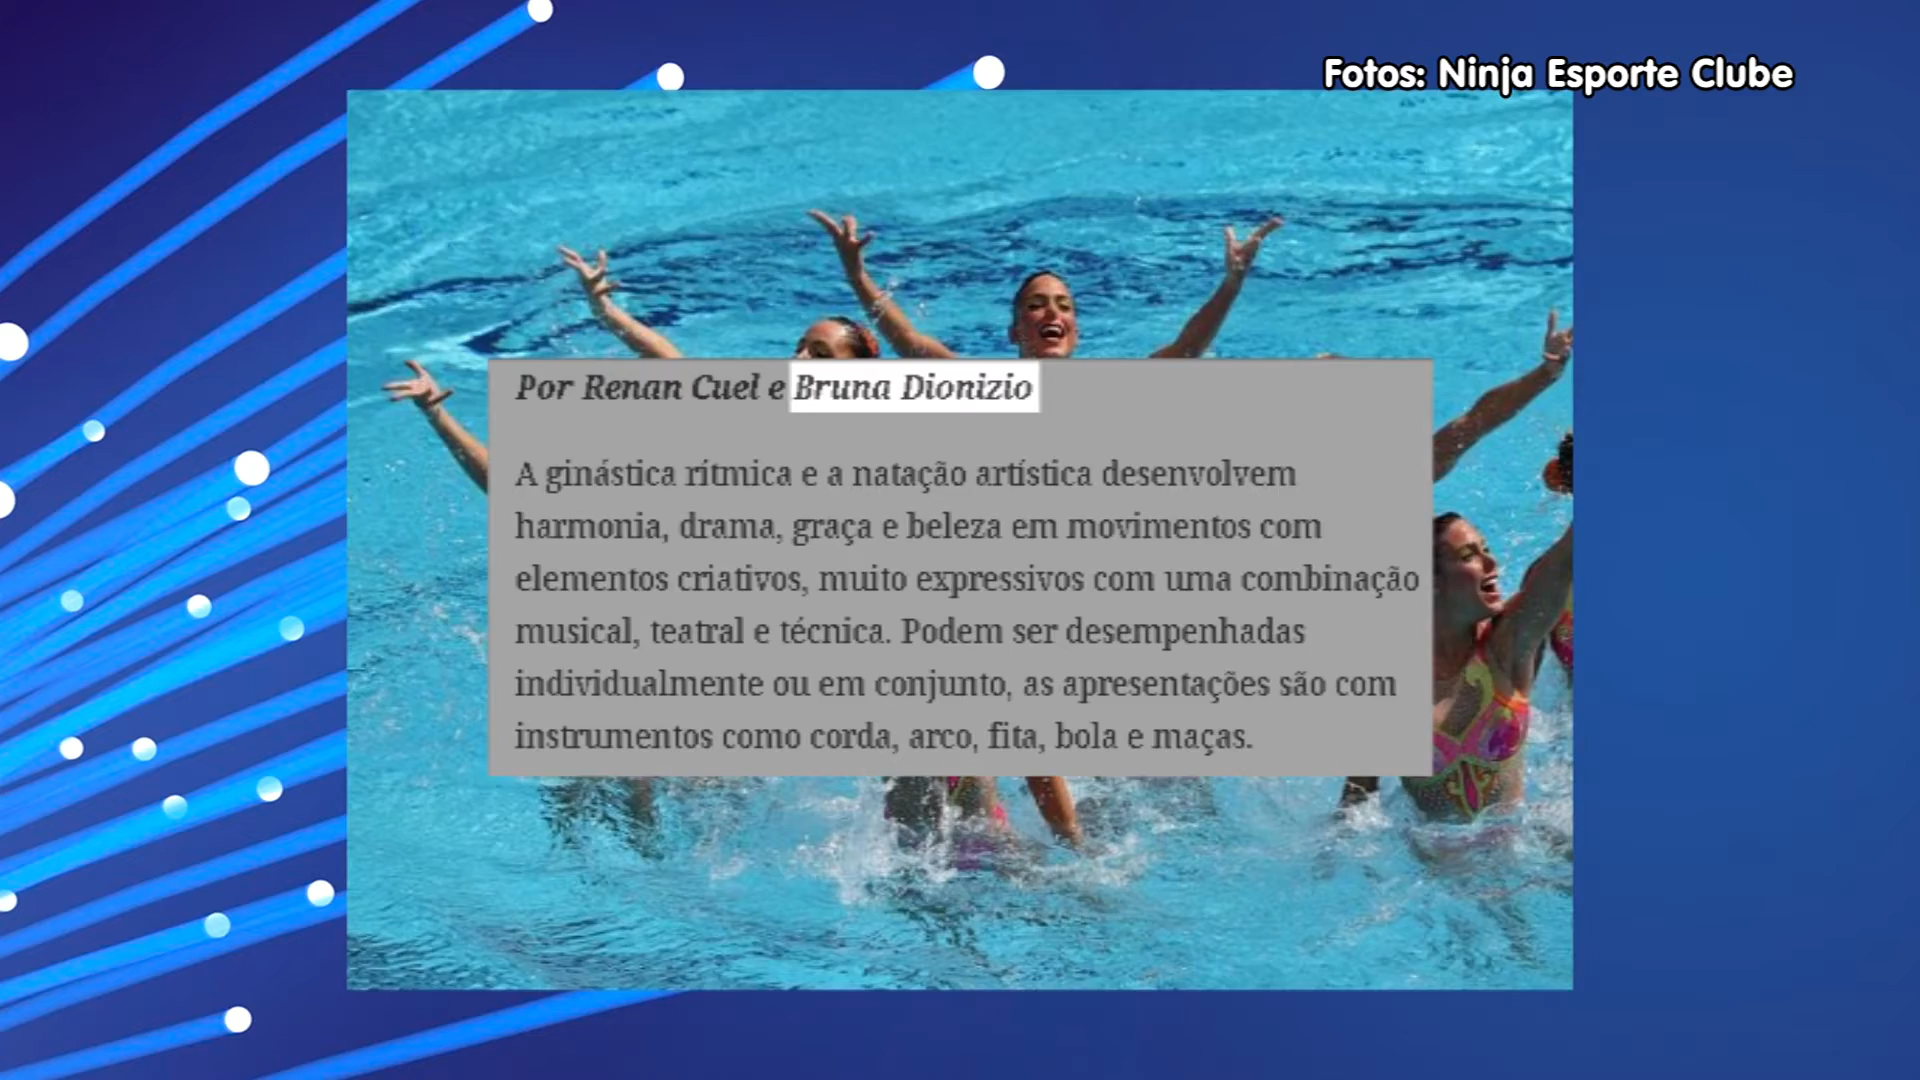 Fotos: Ninja Esporte Clube
Por Renan Cuel e Bruna Dionizio
A ginástica rítmica e a natação artística desenvolvem
harmonia, drama, graça e beleza em movimentos com
elementos criativos, muito expressivos com uma combinação
musical, teatral e técnica. Podem ser desempenhadas
individualmente ou em conjunto, as apresentações são com
instrumentos como corda, arco, fita, bola e maças.